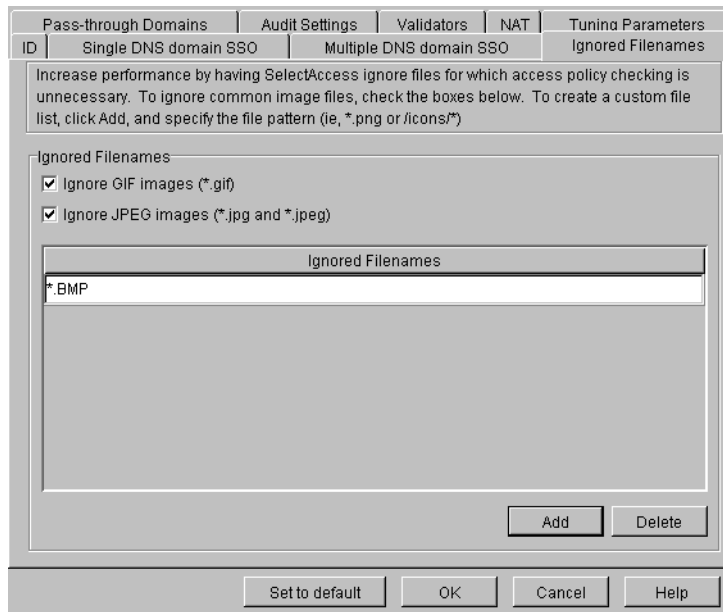 Pass-through Domains Audit Settings Validators NAT Tuning Parameters
ID Single DNS domain SSO Multiple DNS domain SSO Ignored Filenames
Increase performance by having SelectAccess ignore files for which access policy checking is
unnecessary. To ignore common image files, check the boxes below. To create a custom file
list, click Add, and specify the file pattern (ie, *.png or /icons/*)
Ignored Filenames
Ignore GIF images (*.gif)
Ignore JPEG images (*.jpg and *.jpeg)
Ignored Filenames
*.BMP
Add Delete
Set to default OK Cancel Help